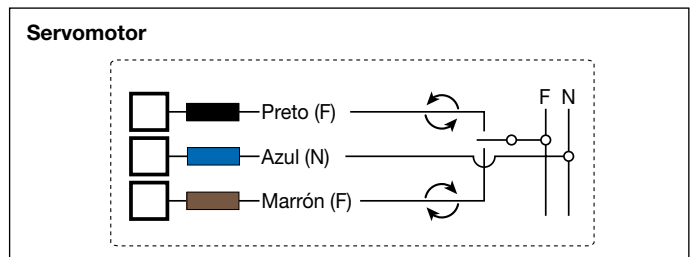 Servomotor
F N
Preto (F)
Azul (N)
Marrón (F)